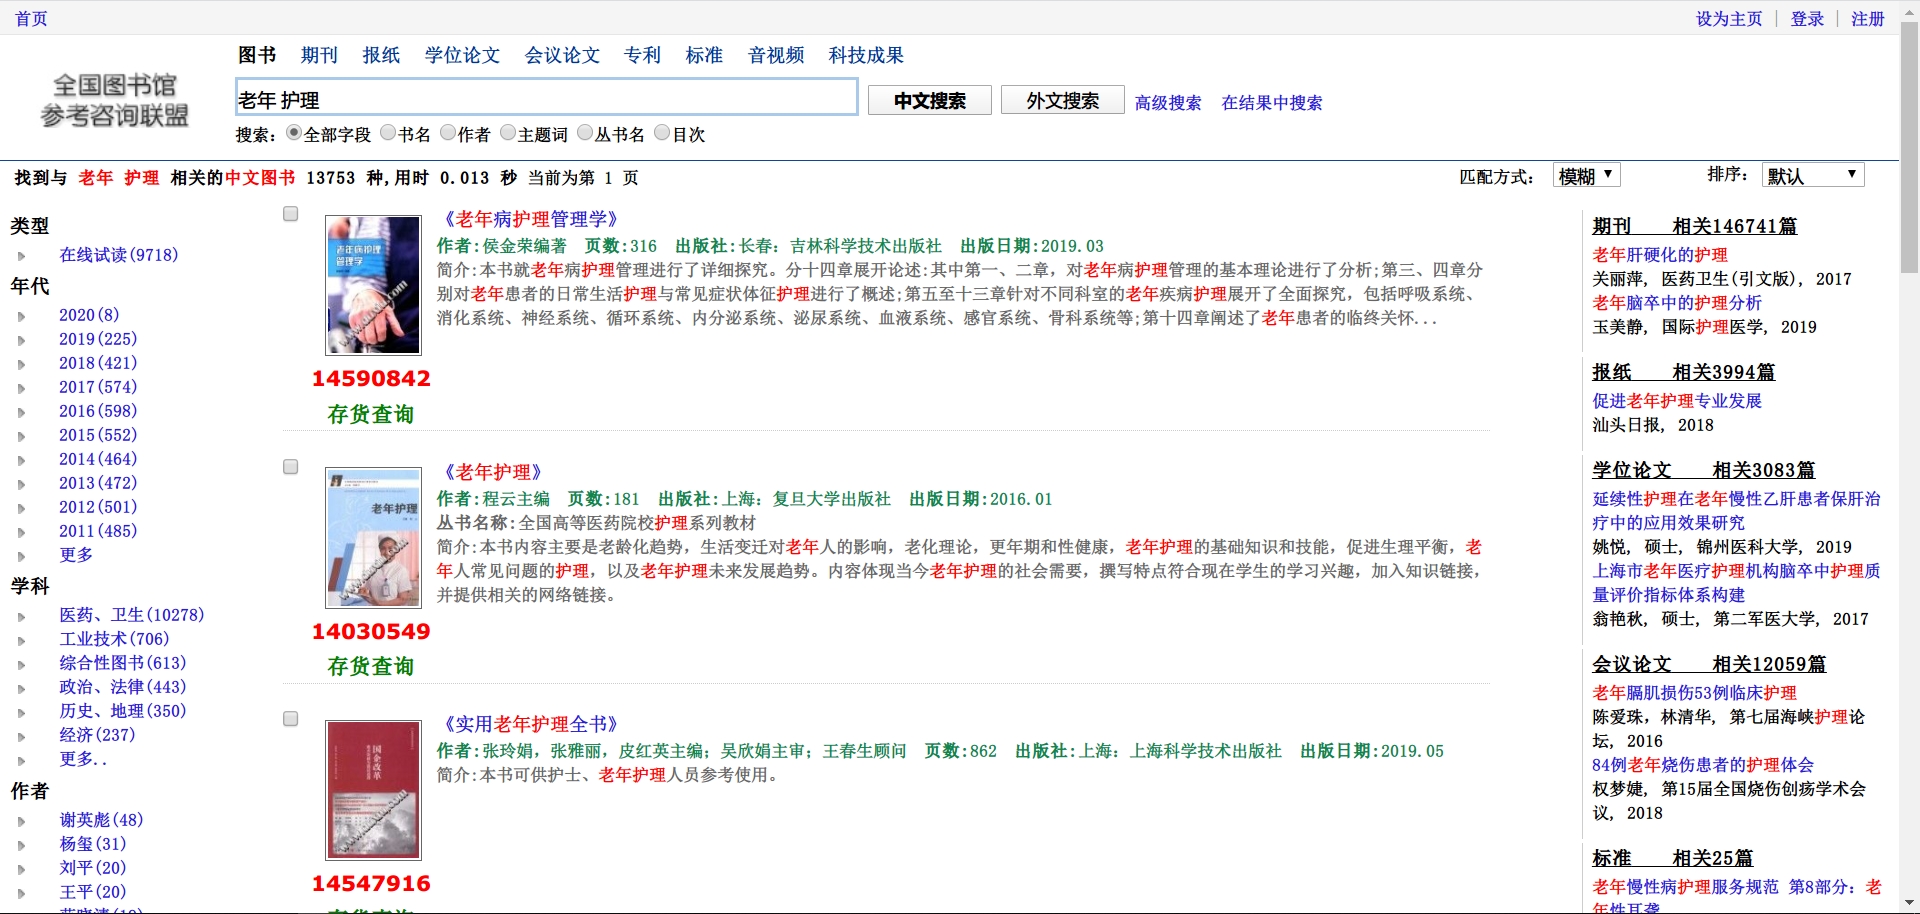 首页 设为主页 | 登录 | 注册
全国图书馆
参考咨询联盟
图书 期刊 报纸 学位论文 会议论文 专利 标准 音视频 科技成果
老年 护理 中文搜索 外文搜索 高级搜索 在结果中搜索
搜索: 全部字段 书名 作者 主题词 丛书名 目次
找到与 老年 护理 相关的中文图书 13753 种,用时 0.013 秒 当前为第 1 页
匹配方式: 模糊 排序: 默认
类型
在线试读(9718)
年代
2020(8)
2019(225)
2018(421)
2017(574)
2016(598)
2015(552)
2014(464)
2013(472)
2012(501)
2011(485)
更多
学科
医药、卫生(10278)
工业技术(706)
综合性图书(613)
政治、法律(443)
历史、地理(350)
经济(237)
更多..
作者
谢英彪(48)
杨玺(31)
刘平(20)
王平(20)
老年病护理
管理学
《老年病护理管理学》
作者:侯金荣编著 页数:316 出版社:长春: 吉林科学技术出版社 出版日期:2019.03
简介:本书就老年病护理管理进行了详细探究。分十四章展开论述:其中第一、二章，对老年病护理管理的基本理论进行了分析;第三、四章分
别对老年患者的日常生活护理与常见症状体征护理进行了概述;第五至十三章针对不同科室的老年疾病护理展开了全面探究，包括呼吸系统、
消化系统、神经系统、循环系统、内分泌系统、泌尿系统、血液系统、感官系统、骨科系统等;第十四章阐述了老年患者的临终关怀...
14590842
存货查询
老年护理
《老年护理》
作者:程云主编 页数:181 出版社:上海: 复旦大学出版社 出版日期:2016.01
丛书名称:全国高等医药院校护理系列教材
简介:本书内容主要是老龄化趋势，生活变迁对老年人的影响，老化理论，更年期和性健康，老年护理的基础知识和技能，促进生理平衡，老
年人常见问题的护理，以及老年护理未来发展趋势。内容体现当今老年护理的社会需要，撰写特点符合现在学生的学习兴趣，加入知识链接，
并提供相关的网络链接。
14030549
存货查询
国企改革
《实用老年护理全书》
作者:张玲娟，张雅丽，皮红英主编；吴欣娟主审；王春生顾问 页数:862 出版社:上海: 上海科学技术出版社 出版日期:2019.05
简介:本书可供护士、老年护理人员参考使用。
14547916
存货查询
期刊 相关146741篇
老年肝硬化的护理
关丽萍, 医药卫生(引文版), 2017
老年脑卒中的护理分析
玉美静, 国际护理医学, 2019
报纸 相关3994篇
促进老年护理专业发展
汕头日报, 2018
学位论文 相关3083篇
延续性护理在老年慢性乙肝患者保肝治
疗中的应用效果研究
姚悦, 硕士, 锦州医科大学, 2019
上海市老年医疗护理机构脑卒中护理质
量评价指标体系构建
翁艳秋, 硕士, 第二军医大学, 2017
会议论文 相关12059篇
老年膈肌损伤53例临床护理
陈爱珠，林清华, 第七届海峡护理论
坛, 2016
84例老年烧伤患者的护理体会
权梦婕, 第15届全国烧伤创疡学术会
议, 2018
标准 相关25篇
老年慢性病护理服务规范 第8部分: 老
年性耳聋